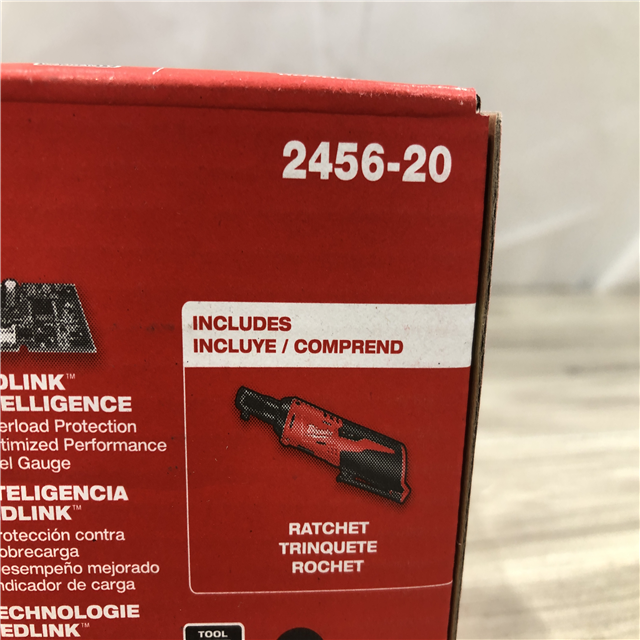 2456-20
INCLUDES
INCLUYE / COMPREND
RATCHET
TRINQUETE
ROCHET
DLINK™
ELLIGENCE
erload Protection
timized Performance
el Gauge
TELIGENCIA
DLINK™
rotección contra
obrecarga
esempeño mejorado
ndicador de carga
ECHNOLOGIE
EDLINK™
TOOL